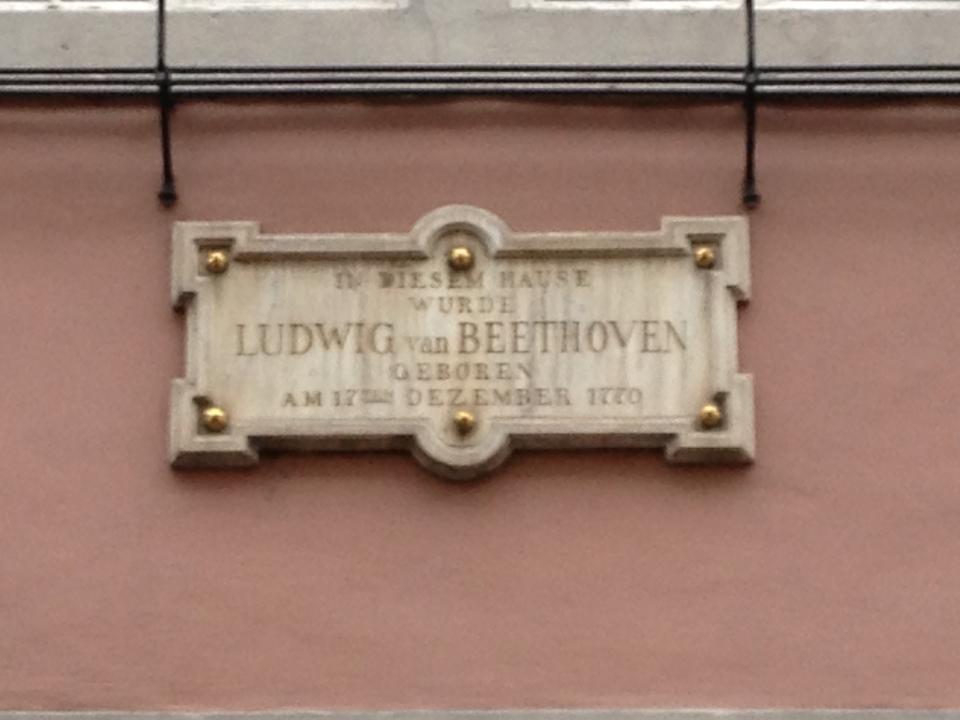 IN DIESEM HAUSE
WURDE
LUDWIG van BEETHOVEN
GEBOREN
AM 17TEN DEZEMBER 1770